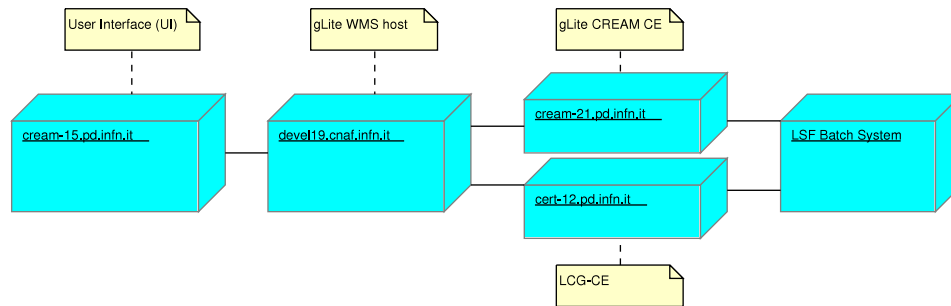 User Interface (UI)
gLite WMS host
gLite CREAM CE
cream-15.pd.infn.it
devel19.cnaf.infn.it
cream-21.pd.infn.it
LSF Batch System
cert-12.pd.infn.it
LCG-CE